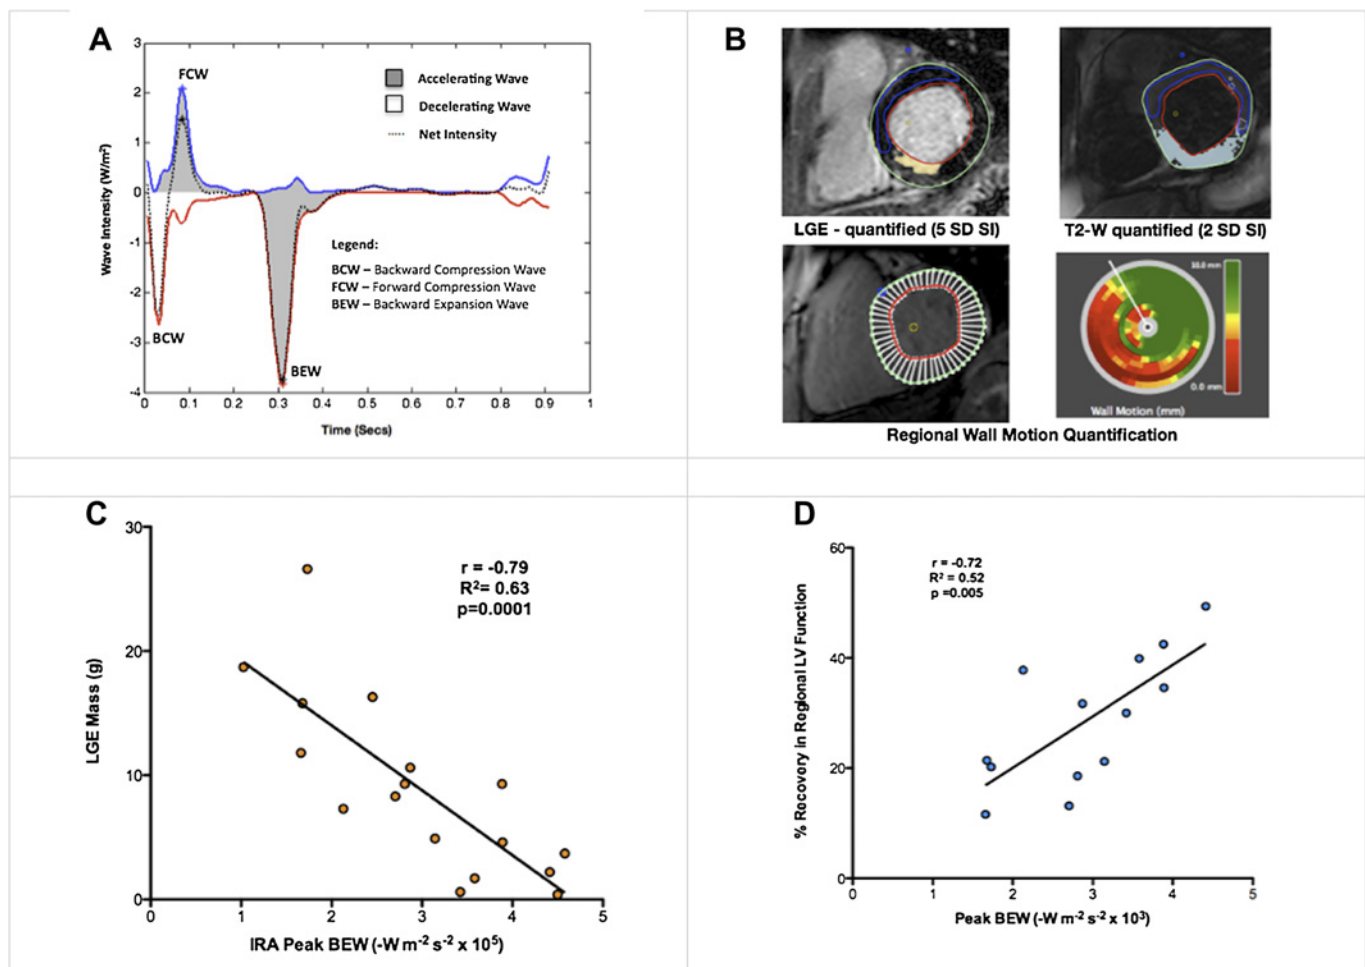 A
3
2
1
0
-1
-2
-3
-4
Wave Intensity (W/m²)
FCW
BCW
BEW
Accelerating Wave
Decelerating Wave
Net Intensity
Legend:
BCW – Backward Compression Wave
FCW – Forward Compression Wave
BEW – Backward Expansion Wave
0 0.1 0.2 0.3 0.4 0.5 0.6 0.7 0.8 0.9 1
Time (Secs)
B
LGE - quantified (5 SD SI)
T2-W quantified (2 SD SI)
10.0 mm
0.0 mm
Wall Motion (mm)
Regional Wall Motion Quantification
C
30
20
10
0
LGE Mass (g)
r = -0.79
R²= 0.63
p=0.0001
0 1 2 3 4 5
IRA Peak BEW (-W m⁻² s⁻² x 10⁵)
D
60
40
20
0
% Recovery in Regional LV Function
r = -0.72
R² = 0.52
p =0.005
0 1 2 3 4 5
Peak BEW (-W m⁻² s⁻² x 10³)